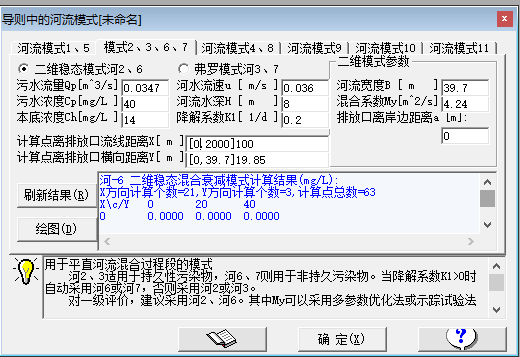 导则中的河流模式[未命名]
河流模式1、5 模式2、3、6、7 河流模式4、8 河流模式9 河流模式10 河流模式11
二维稳态模式河2、6 弗罗模式河3、7 二维模式参数
污水流量Qp[m^3/s] 0.0347 河水流速u [ m/s ] 0.036 河流宽度B [ m ] 39.7
污水浓度Cp[mg/L ] 40 河流水深H [ m ] 8 混合系数My[m^2/s] 4.24
本底浓度Ch[mg/L ] 14 降解系数K1[ 1/d ] 0.2 排放口离岸边距离a [m]:
0
计算点离排放口流线距离X[ m ] [0,2000]100
计算点离排放口横向距离Y[ m ] [0,39.7]19.85
河-6 二维稳态混合衰减模式计算结果(mg/L):
刷新结果(R) X方向计算个数=21,Y方向计算个数=3,计算点总数=63
X\c/Y 0 20 40
绘图(D) 0 0.0000 0.0000 0.0000
用于平直河流混合过程段的模式
河2、3适用于持久性污染物，河6、7则用于非持久污染物。当降解系数K1>0时
自动采用河6或河7，否则采用河2或河3。
对一级评价，建议采用河2、河6。其中My可以采用多参数优化法或示踪试验法
确 定(X)